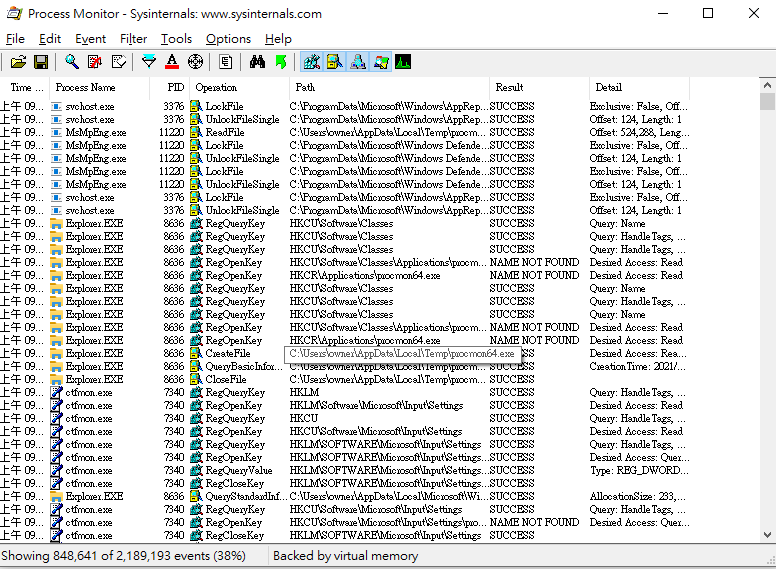 Process Monitor - Sysinternals: www.sysinternals.com
File Edit Event Filter Tools Options Help
Time ... Process Name PID Operation Path Result Detail
上午 09... svchost.exe 3376 LockFile C:\ProgramData\Microsoft\Windows\AppRep... SUCCESS Exclusive: False, Off...
上午 09... svchost.exe 3376 UnlockFileSingle C:\ProgramData\Microsoft\Windows\AppRep... SUCCESS Offset: 124, Length: 1
上午 09... MsMpEng.exe 11220 ReadFile C:\Users\owner\AppData\Local\Temp\procmo... SUCCESS Offset: 524,288, Leng...
上午 09... MsMpEng.exe 11220 LockFile C:\ProgramData\Microsoft\Windows Defende... SUCCESS Exclusive: False, Off...
上午 09... MsMpEng.exe 11220 UnlockFileSingle C:\ProgramData\Microsoft\Windows Defende... SUCCESS Offset: 124, Length: 1
上午 09... MsMpEng.exe 11220 LockFile C:\ProgramData\Microsoft\Windows Defende... SUCCESS Exclusive: False, Off...
上午 09... MsMpEng.exe 11220 UnlockFileSingle C:\ProgramData\Microsoft\Windows Defende... SUCCESS Offset: 124, Length: 1
上午 09... svchost.exe 3376 LockFile C:\ProgramData\Microsoft\Windows\AppRep... SUCCESS Exclusive: False, Off...
上午 09... svchost.exe 3376 UnlockFileSingle C:\ProgramData\Microsoft\Windows\AppRep... SUCCESS Offset: 124, Length: 1
上午 09... Explorer.EXE 8636 RegQueryKey HKCU\Software\Classes SUCCESS Query: Name
上午 09... Explorer.EXE 8636 RegQueryKey HKCU\Software\Classes SUCCESS Query: HandleTags, ...
上午 09... Explorer.EXE 8636 RegQueryKey HKCU\Software\Classes SUCCESS Query: HandleTags, ...
上午 09... Explorer.EXE 8636 RegOpenKey HKCU\Software\Classes\Applications\procm... NAME NOT FOUND Desired Access: Read
上午 09... Explorer.EXE 8636 RegOpenKey HKCR\Applications\procmon64.exe NAME NOT FOUND Desired Access: Read
上午 09... Explorer.EXE 8636 RegQueryKey HKCU\Software\Classes SUCCESS Query: Name
上午 09... Explorer.EXE 8636 RegQueryKey HKCU\Software\Classes SUCCESS Query: HandleTags, ...
上午 09... Explorer.EXE 8636 RegQueryKey HKCU\Software\Classes SUCCESS Query: HandleTags, ...
上午 09... Explorer.EXE 8636 RegOpenKey HKCU\Software\Classes\Applications\procm... NAME NOT FOUND Desired Access: Read
上午 09... Explorer.EXE 8636 RegOpenKey HKCR\Applications\procmon64.exe NAME NOT FOUND Desired Access: Read
上午 09... Explorer.EXE 8636 CreateFile C:\Users\owner\AppData\Local\Temp\procmon64.exe Desired Access: Read...
上午 09... Explorer.EXE 8636 QueryBasicInfor... C:\Users\owner\AppData\Local\Temp\procmo... SUCCESS CreationTime: 2021/...
上午 09... Explorer.EXE 8636 CloseFile C:\Users\owner\AppData\Local\Temp\procmo... SUCCESS
上午 09... ctfmon.exe 7340 RegQueryKey HKLM SUCCESS Query: HandleTags, ...
上午 09... ctfmon.exe 7340 RegOpenKey HKLM\Software\Microsoft\Input\Settings SUCCESS Desired Access: Read
上午 09... ctfmon.exe 7340 RegQueryKey HKCU SUCCESS Query: HandleTags, ...
上午 09... ctfmon.exe 7340 RegOpenKey HKCU\Software\Microsoft\Input\Settings SUCCESS Desired Access: Read
上午 09... ctfmon.exe 7340 RegQueryKey HKLM\SOFTWARE\Microsoft\Input\Settings SUCCESS Query: HandleTags, ...
上午 09... ctfmon.exe 7340 RegOpenKey HKLM\SOFTWARE\Microsoft\Input\Settings SUCCESS Desired Access: Quer...
上午 09... ctfmon.exe 7340 RegQueryValue HKLM\SOFTWARE\Microsoft\Input\Settings... SUCCESS Type: REG_DWORD...
上午 09... ctfmon.exe 7340 RegCloseKey HKLM\SOFTWARE\Microsoft\Input\Settings... SUCCESS
上午 09... Explorer.EXE 8636 QueryStandardInf... C:\Users\owner\AppData\Local\Microsoft\Wi... SUCCESS AllocationSize: 233,...
上午 09... ctfmon.exe 7340 RegQueryKey HKCU\Software\Microsoft\Input\Settings SUCCESS Query: HandleTags, ...
上午 09... ctfmon.exe 7340 RegOpenKey HKCU\Software\Microsoft\Input\Settings\pro... NAME NOT FOUND Desired Access: Quer...
上午 09... ctfmon.exe 7340 RegCloseKey HKLM\SOFTWARE\Microsoft\Input\Settings SUCCESS
Showing 848,641 of 2,189,193 events (38%) Backed by virtual memory